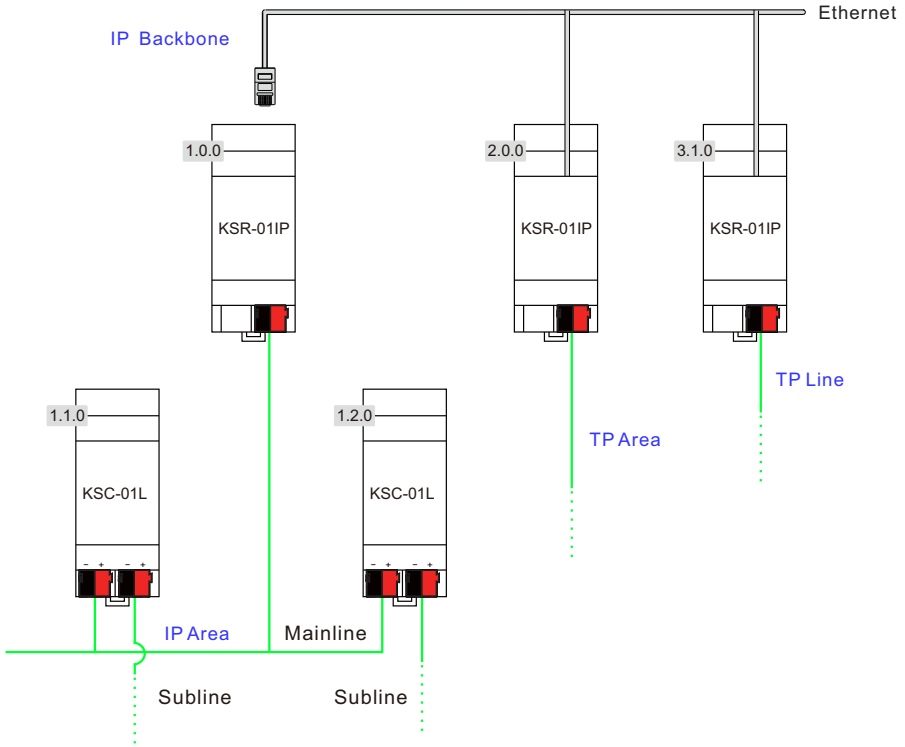 Ethernet
IP Backbone
1.0.0
2.0.0
3.1.0
KSR-01IP
KSR-01IP
KSR-01IP
TP Line
1.1.0
1.2.0
TP Area
KSC-01L
KSC-01L
– + – +
– + – +
IP Area
Mainline
Subline
Subline